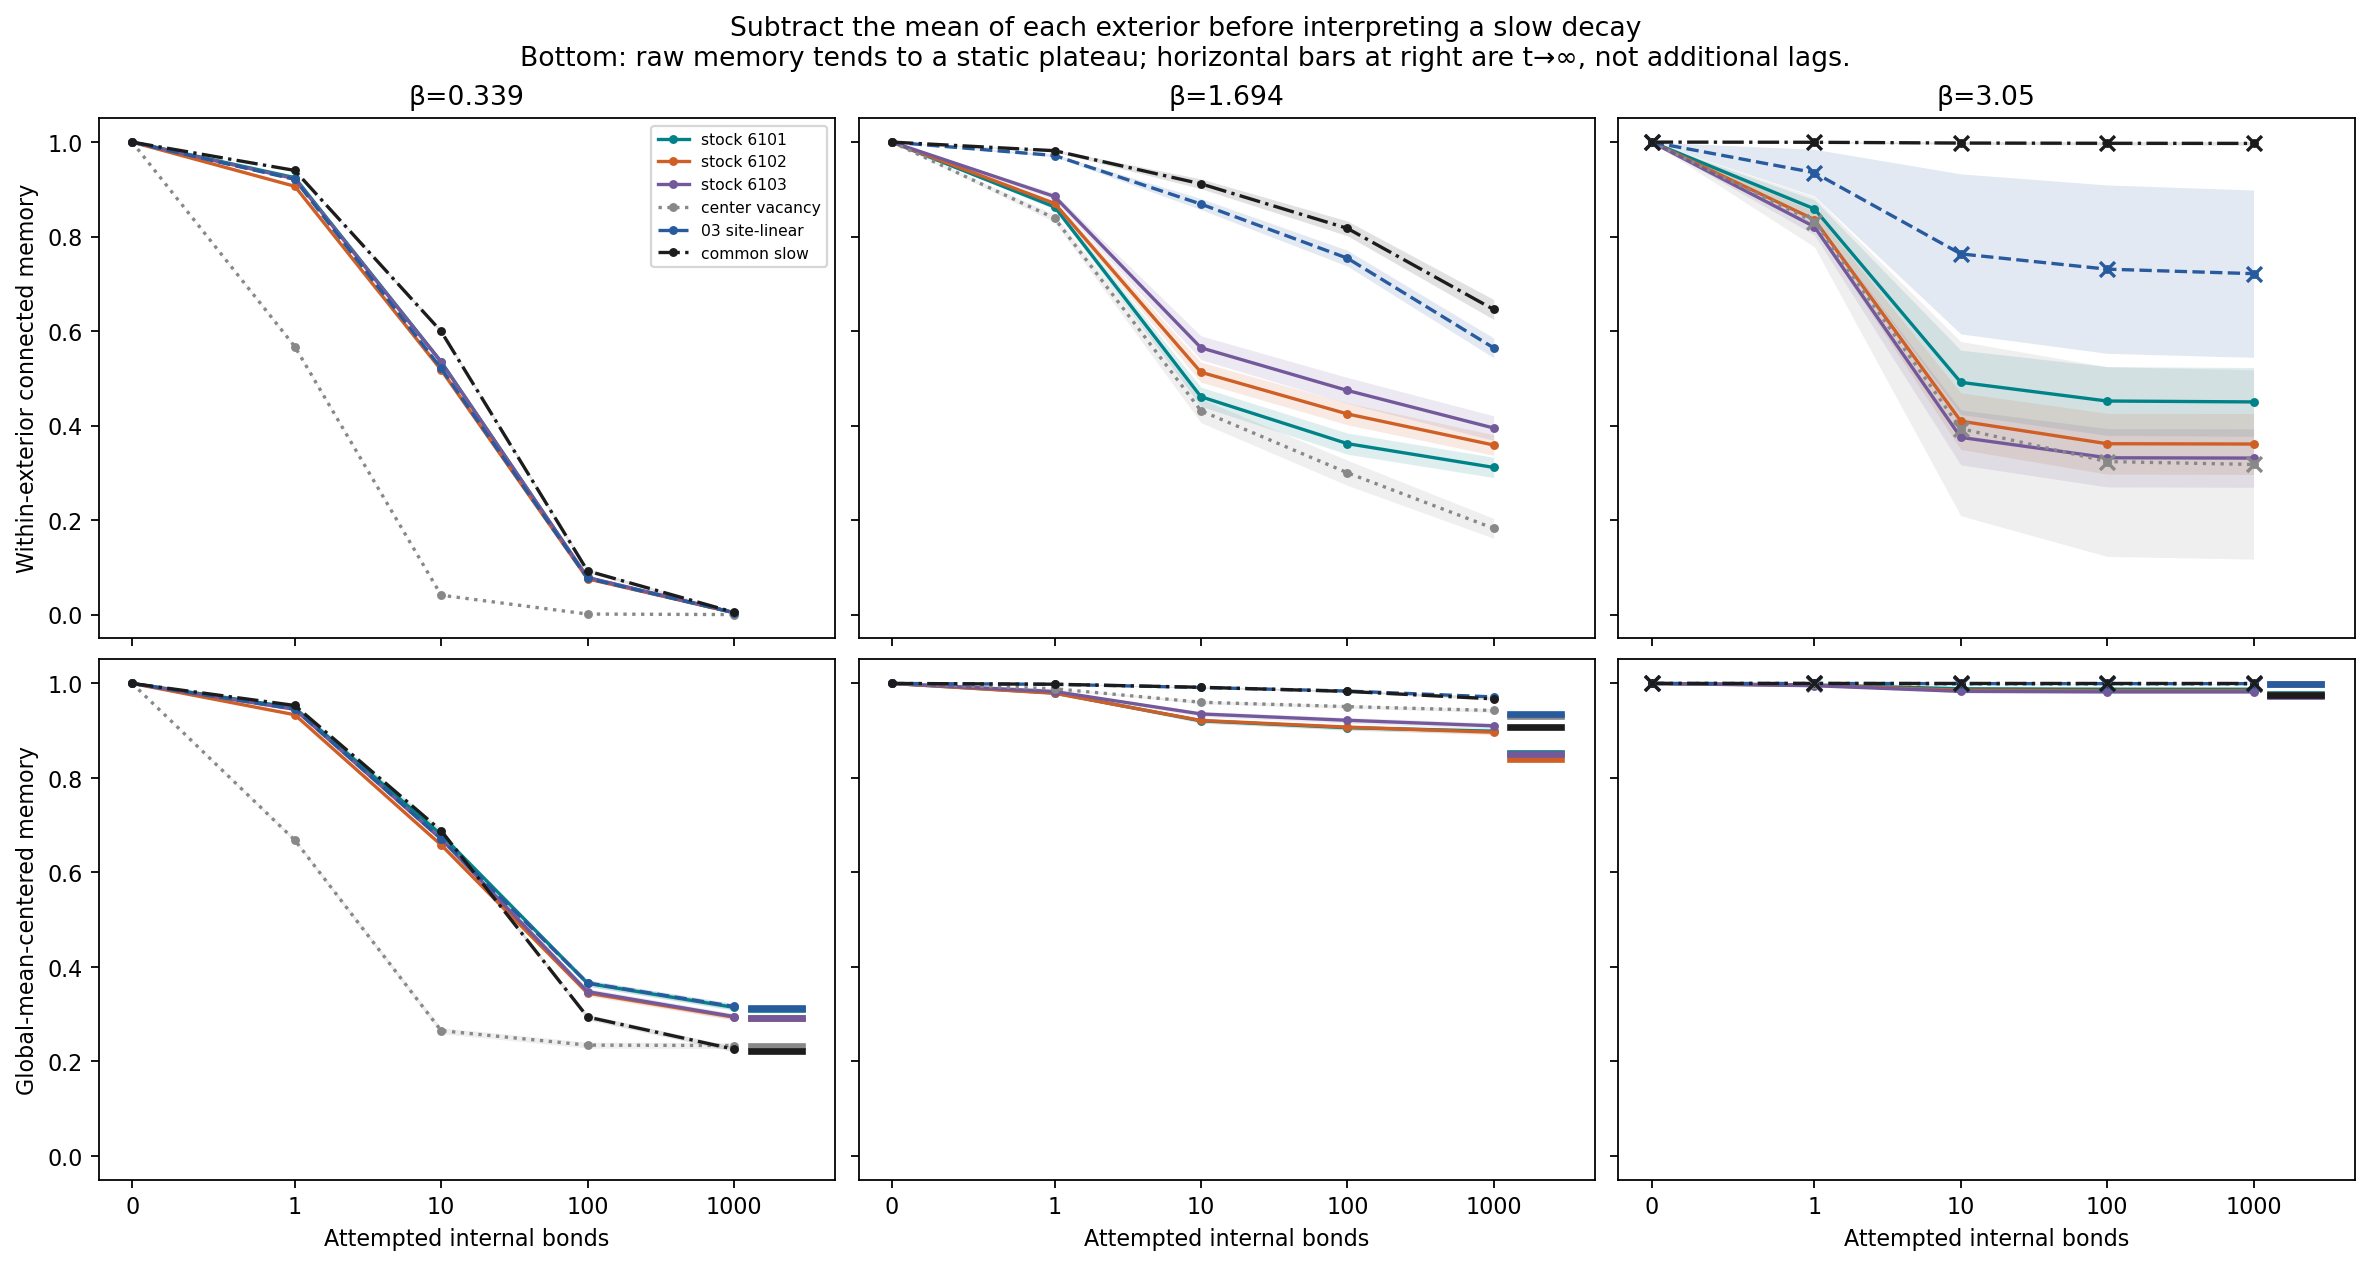 Subtract the mean of each exterior before interpreting a slow decay
Bottom: raw memory tends to a static plateau; horizontal bars at right are t→∞, not additional lags.
β=0.339
β=1.694
β=3.05
Within-exterior connected memory
1.0
0.8
0.6
0.4
0.2
0.0
stock 6101
stock 6102
stock 6103
center vacancy
03 site-linear
common slow
Global-mean-centered memory
1.0
0.8
0.6
0.4
0.2
0.0
0 1 10 100 1000
0 1 10 100 1000
0 1 10 100 1000
Attempted internal bonds
Attempted internal bonds
Attempted internal bonds